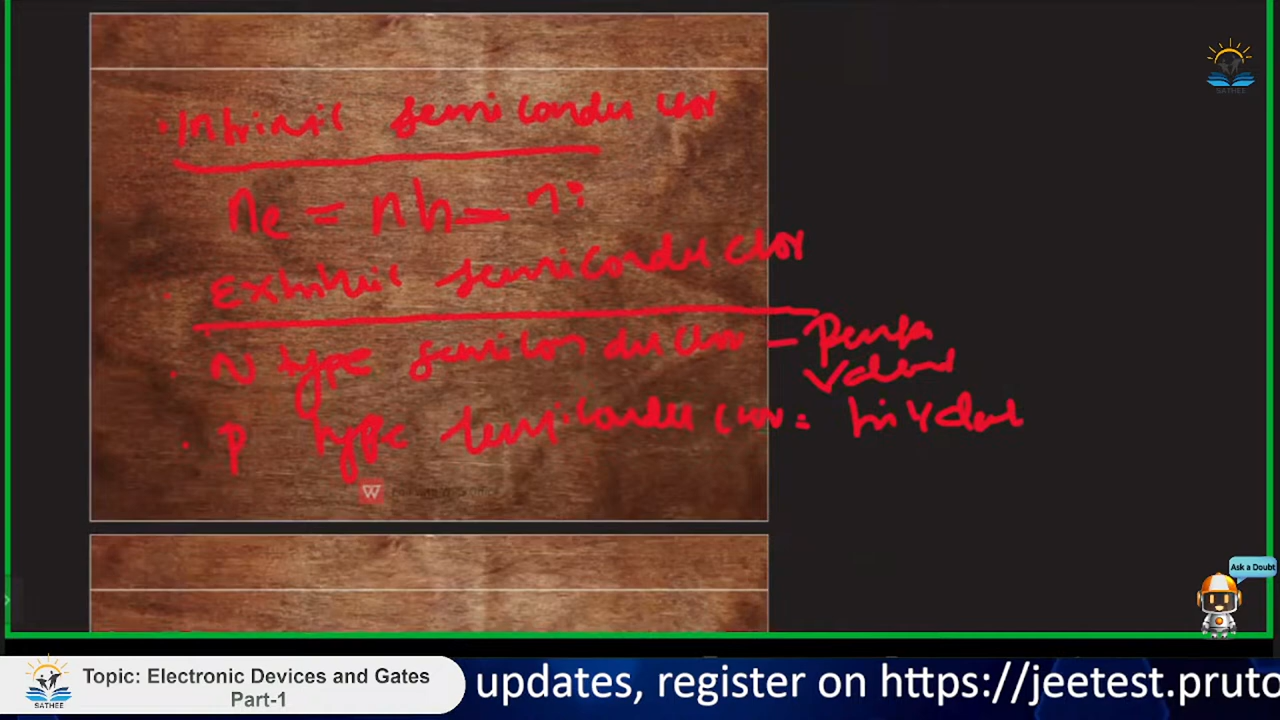 SATHEE
Intrinsic semiconductor
ne = nh = ni
Extrinsic semiconductor
N type semiconductor - Penta
Valent
P type semiconductor = trivalent
W
Ask a Doubt
Topic: Electronic Devices and Gates
Part-1
SATHEE
updates, register on https://jeetest.pruto